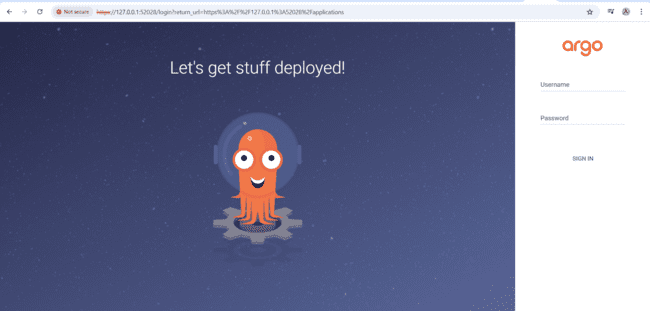 Not secure https://127.0.0.1:52028/login?return_url=https%3A%2F%2F127.0.0.1%3A52028%2Fapplications
Let's get stuff deployed!
argo
Username
Password
SIGN IN